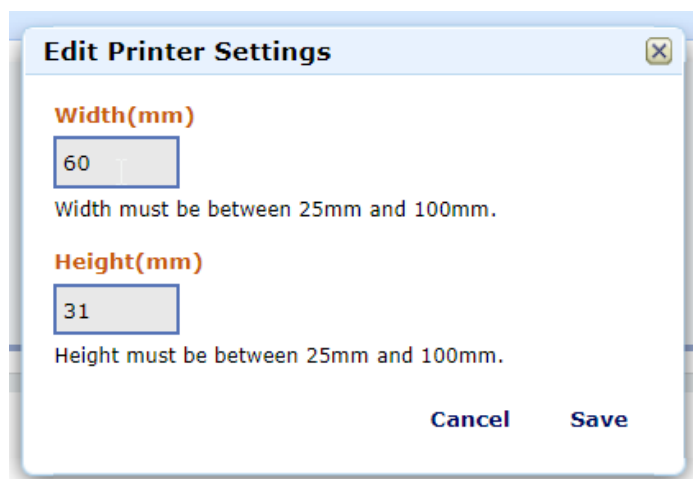 Edit Printer Settings
Width(mm)
60
Width must be between 25mm and 100mm.
Height(mm)
31
Height must be between 25mm and 100mm.
Cancel Save